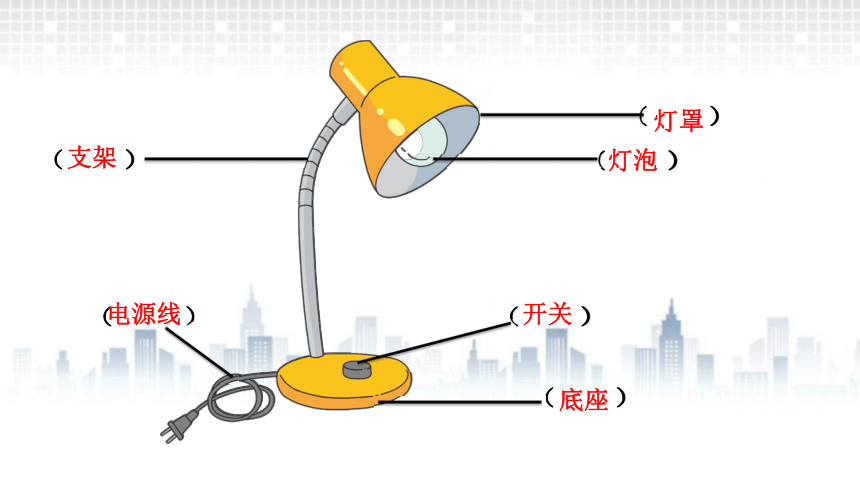 ( 灯罩 )
( 支架 )
( 灯泡 )
( 电源线 )
( 开关 )
( 底座 )